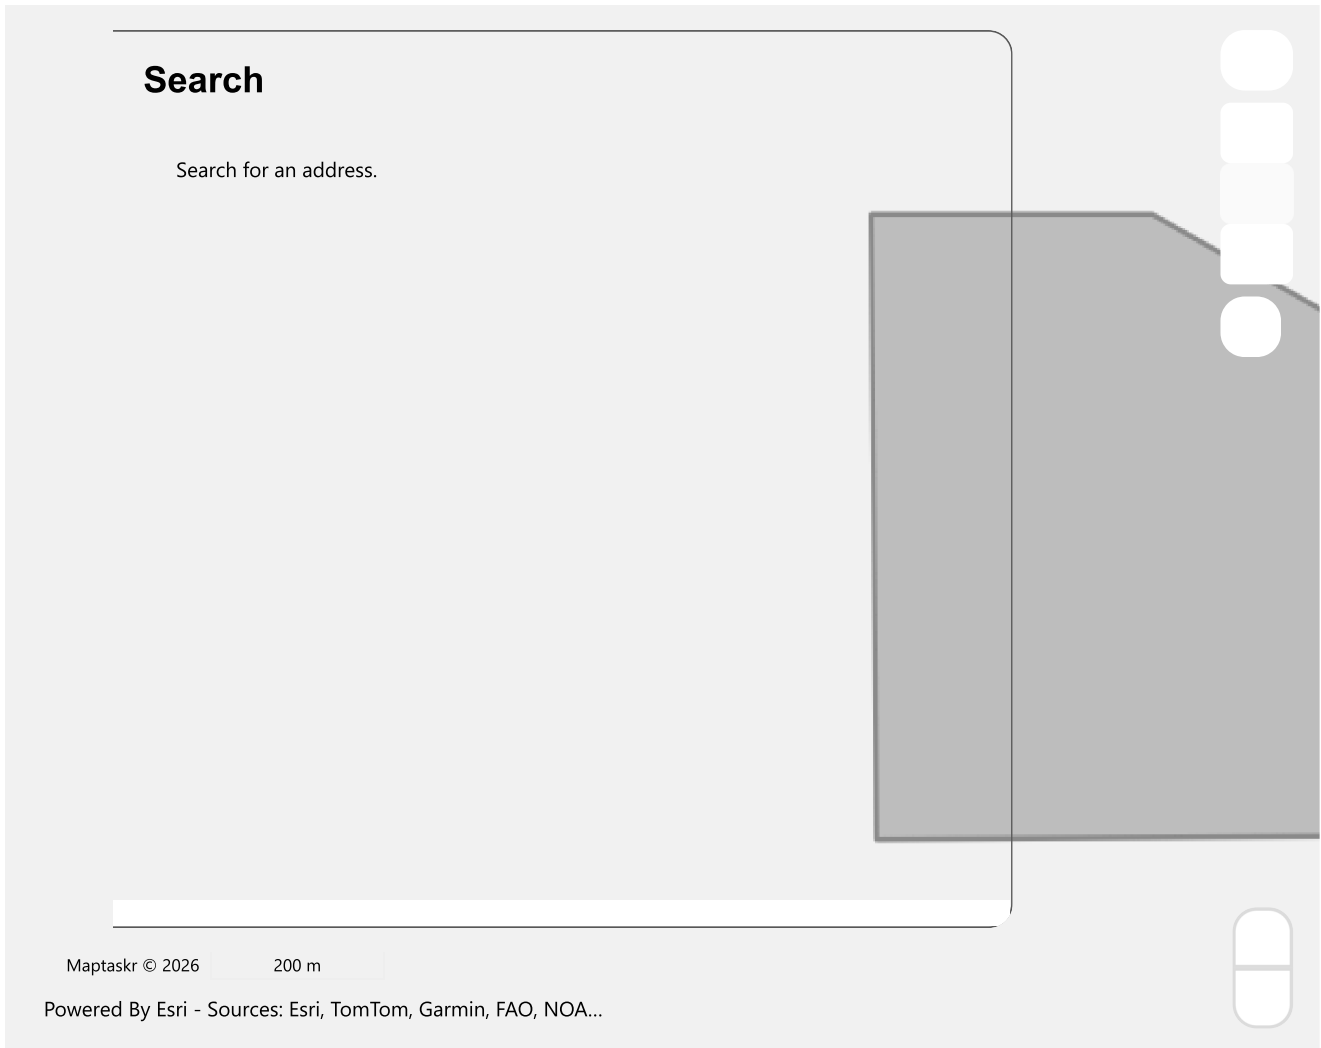 Search
Search for an address.
Maptaskr © 2026
200 m
Powered By Esri - Sources: Esri, TomTom, Garmin, FAO, NOA...